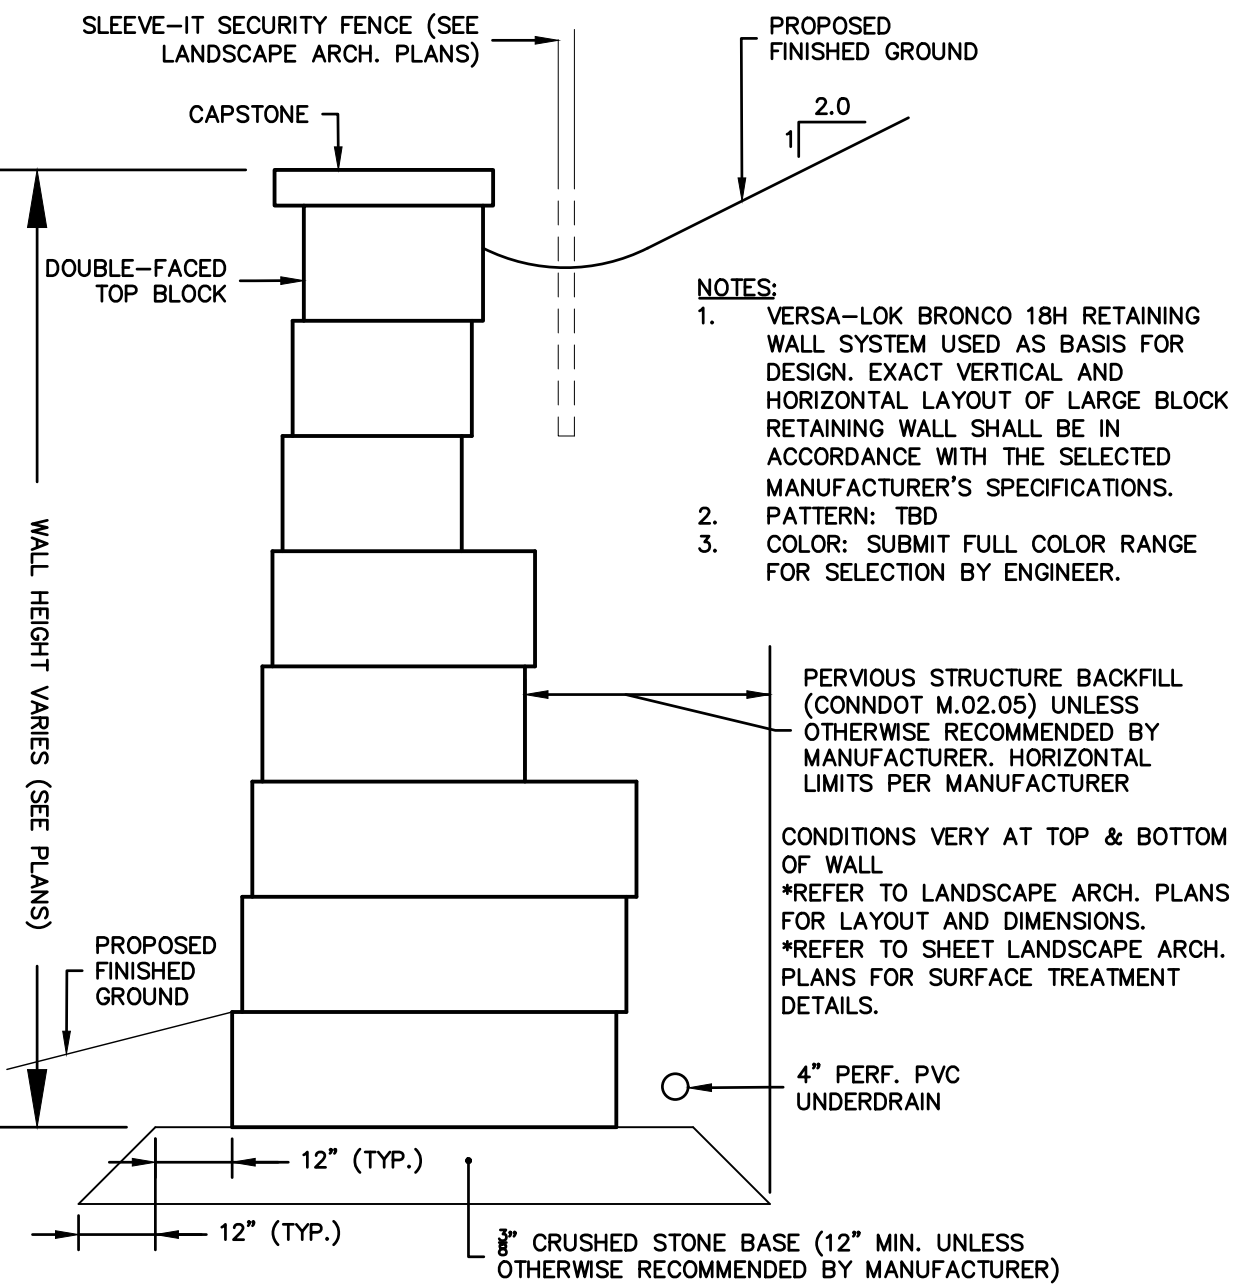 SLEEVE-IT SECURITY FENCE (SEE
LANDSCAPE ARCH. PLANS)
PROPOSED
FINISHED GROUND
CAPSTONE
2.0
1
DOUBLE-FACED
TOP BLOCK
NOTES:
1. VERSA-LOK BRONCO 18H RETAINING
WALL SYSTEM USED AS BASIS FOR
DESIGN. EXACT VERTICAL AND
HORIZONTAL LAYOUT OF LARGE BLOCK
RETAINING WALL SHALL BE IN
ACCORDANCE WITH THE SELECTED
MANUFACTURER'S SPECIFICATIONS.
2. PATTERN: TBD
3. COLOR: SUBMIT FULL COLOR RANGE
FOR SELECTION BY ENGINEER.
WALL HEIGHT VARIES (SEE PLANS)
PERVIOUS STRUCTURE BACKFILL
(CONNDOT M.02.05) UNLESS
OTHERWISE RECOMMENDED BY
MANUFACTURER. HORIZONTAL
LIMITS PER MANUFACTURER
CONDITIONS VERY AT TOP & BOTTOM
OF WALL
*REFER TO LANDSCAPE ARCH. PLANS
FOR LAYOUT AND DIMENSIONS.
*REFER TO SHEET LANDSCAPE ARCH.
PLANS FOR SURFACE TREATMENT
DETAILS.
PROPOSED
FINISHED
GROUND
4" PERF. PVC
UNDERDRAIN
12" (TYP.)
12" (TYP.)
CRUSHED STONE BASE (12" MIN. UNLESS
OTHERWISE RECOMMENDED BY MANUFACTURER)